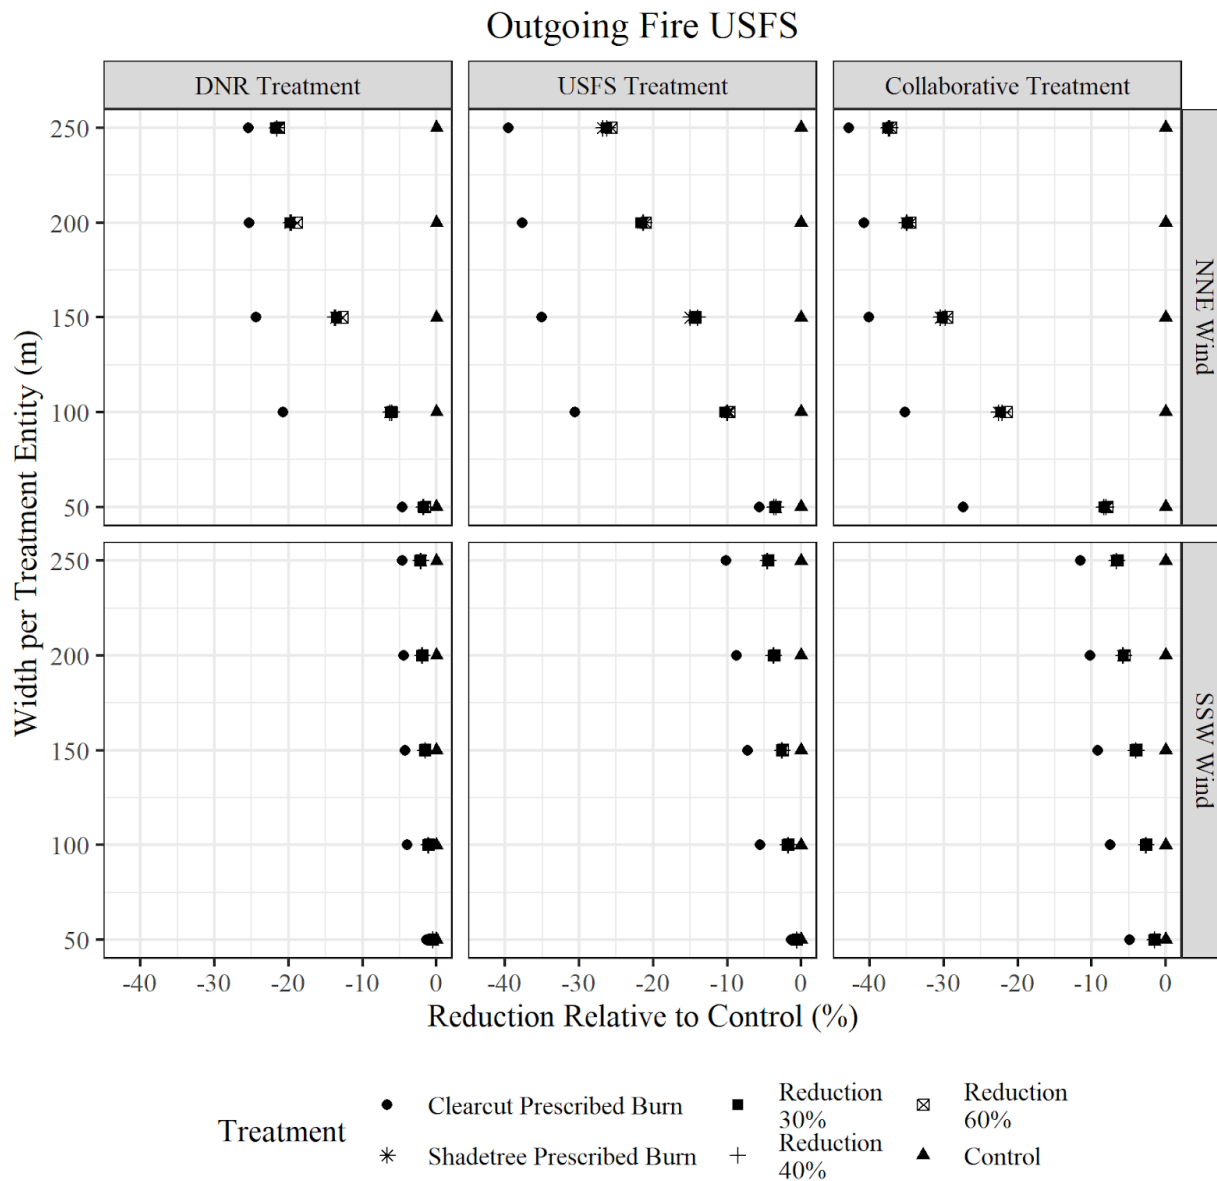 Outgoing Fire USFS
DNR Treatment
USFS Treatment
Collaborative Treatment
Width per Treatment Entity (m)
250
200
150
100
50
NNE Wind
250
200
150
100
50
SSW Wind
-40 -30 -20 -10 0
-40 -30 -20 -10 0
-40 -30 -20 -10 0
Reduction Relative to Control (%)
Treatment
Clearcut Prescribed Burn
Shadetree Prescribed Burn
Reduction
30%
Reduction
40%
Reduction
60%
Control